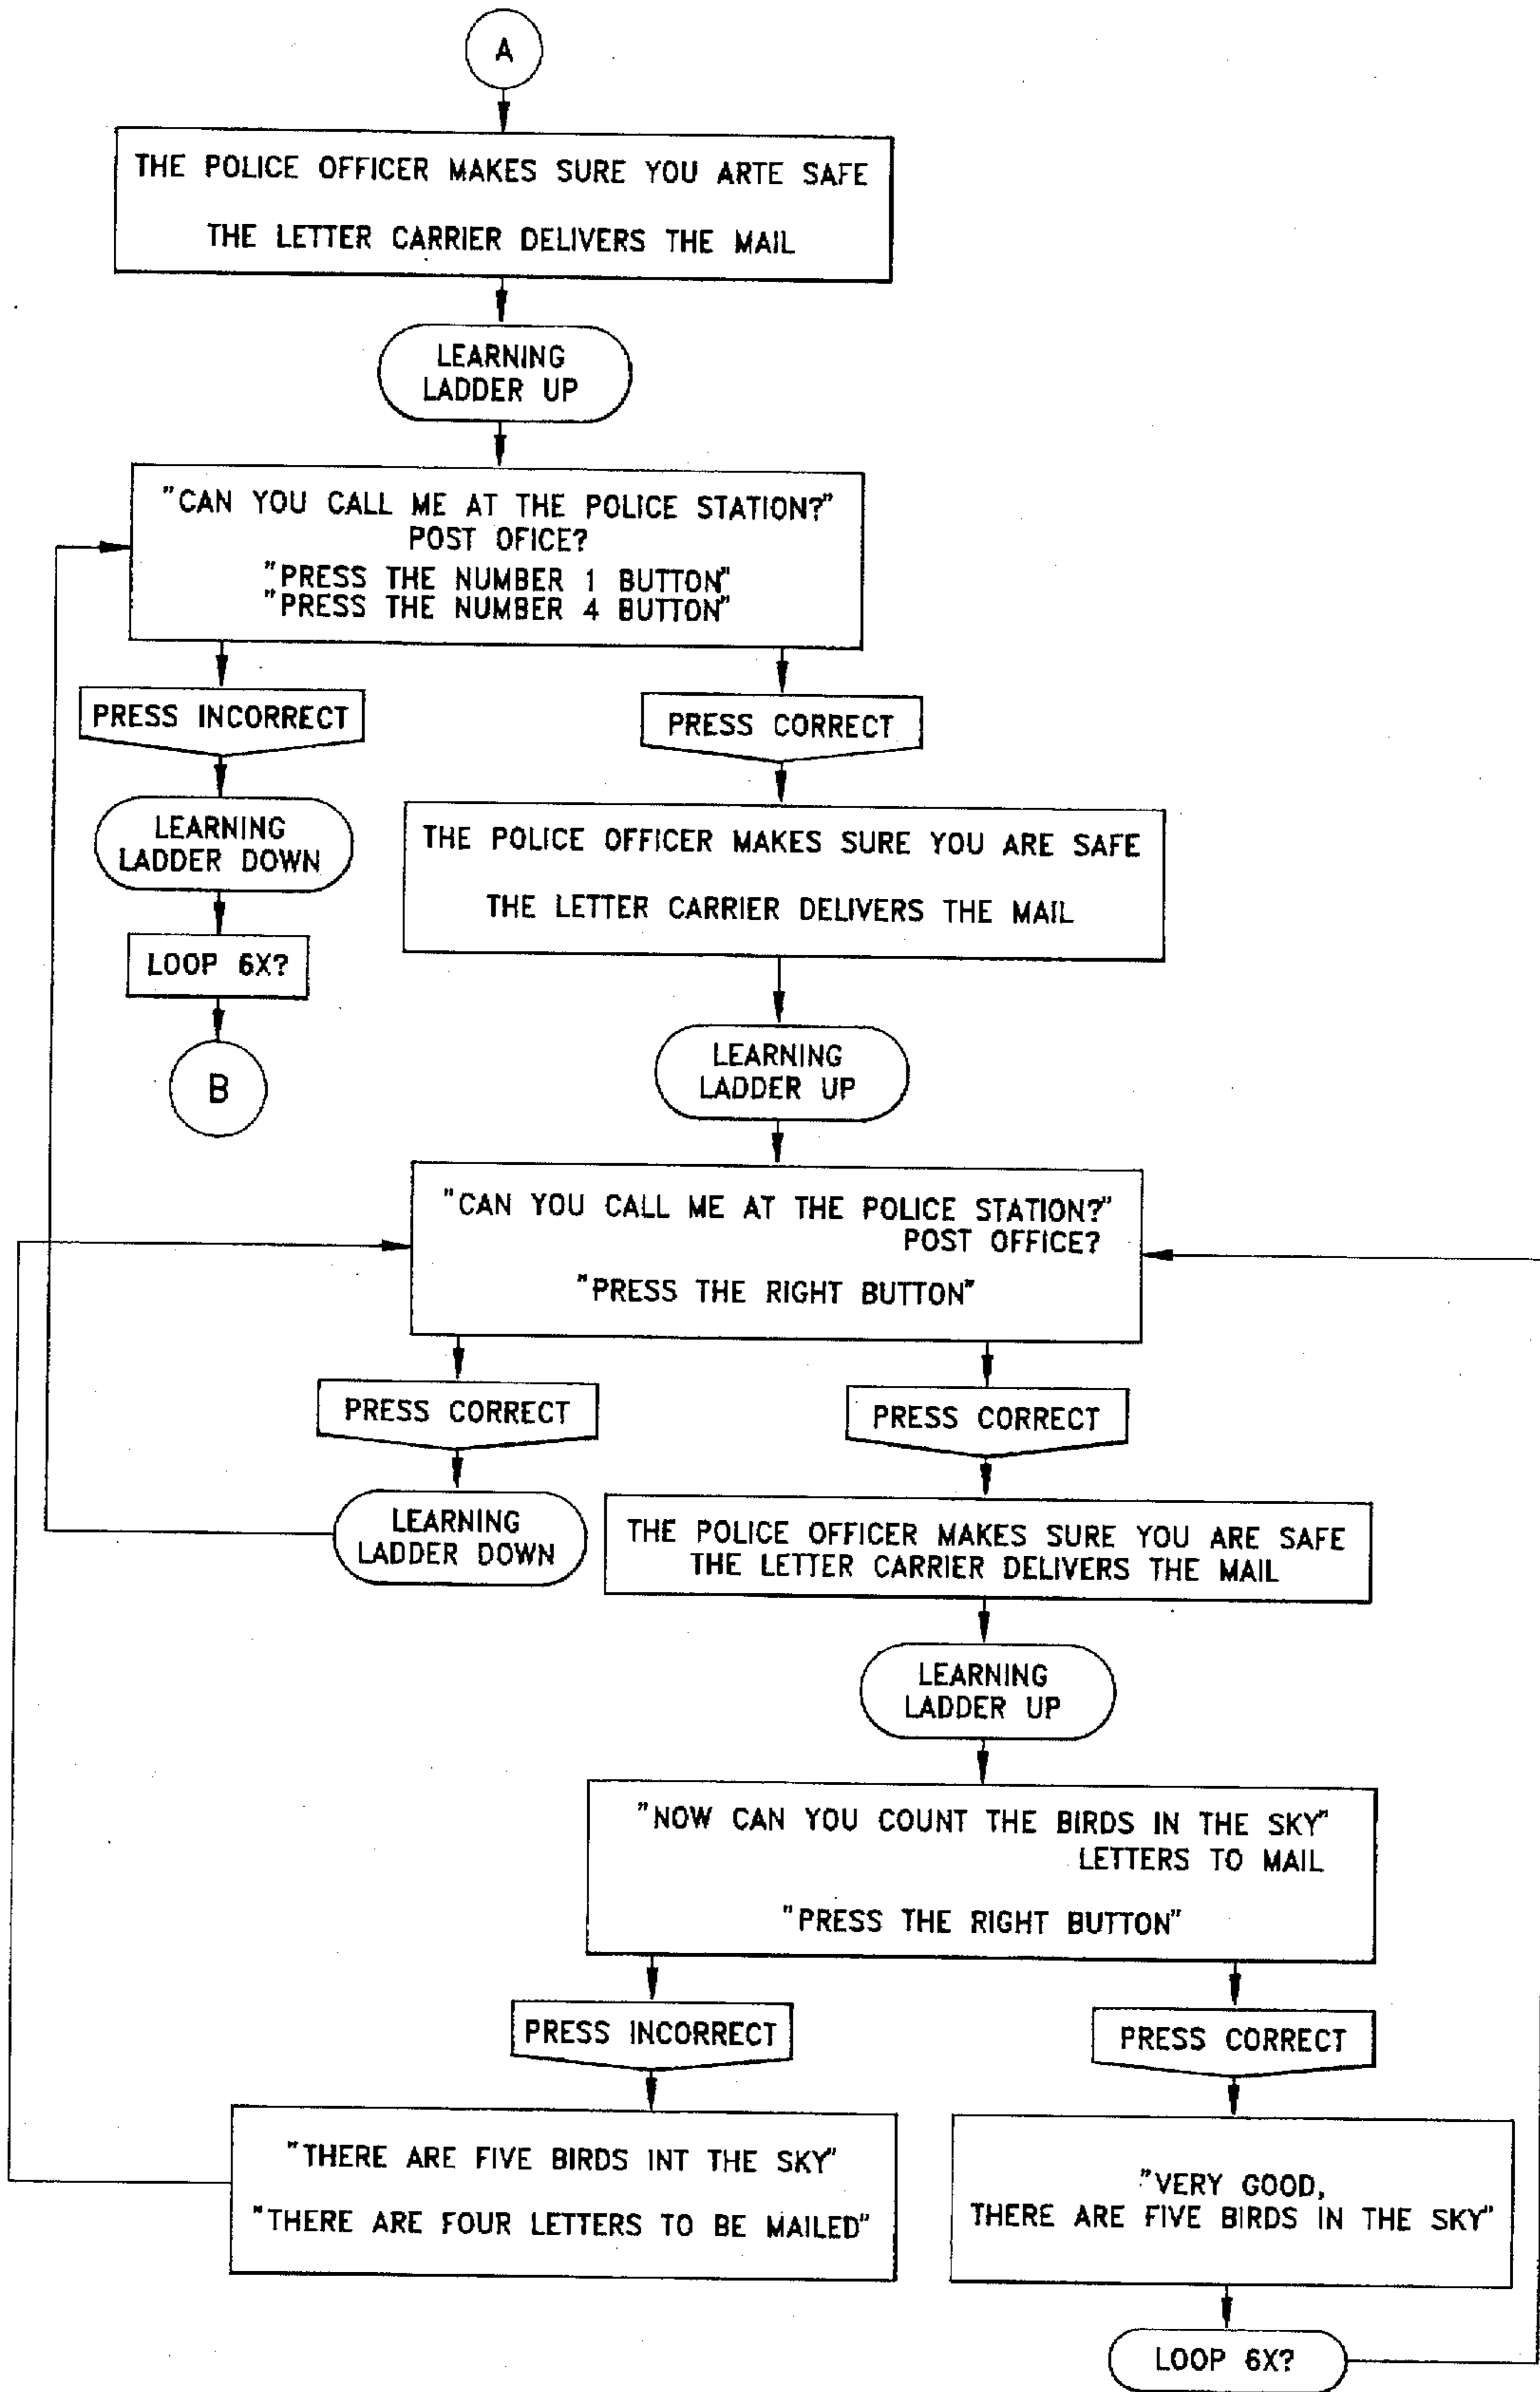 A
THE POLICE OFFICER MAKES SURE YOU ARTE SAFE
THE LETTER CARRIER DELIVERS THE MAIL
LEARNING
LADDER UP
"CAN YOU CALL ME AT THE POLICE STATION?"
POST OFICE?
"PRESS THE NUMBER 1 BUTTON"
"PRESS THE NUMBER 4 BUTTON"
PRESS INCORRECT
PRESS CORRECT
LEARNING
LADDER DOWN
THE POLICE OFFICER MAKES SURE YOU ARE SAFE
THE LETTER CARRIER DELIVERS THE MAIL
LOOP 6X?
B
LEARNING
LADDER UP
"CAN YOU CALL ME AT THE POLICE STATION?"
POST OFFICE?
"PRESS THE RIGHT BUTTON"
PRESS CORRECT
PRESS CORRECT
LEARNING
LADDER DOWN
THE POLICE OFFICER MAKES SURE YOU ARE SAFE
THE LETTER CARRIER DELIVERS THE MAIL
LEARNING
LADDER UP
"NOW CAN YOU COUNT THE BIRDS IN THE SKY"
LETTERS TO MAIL
"PRESS THE RIGHT BUTTON"
PRESS INCORRECT
PRESS CORRECT
"THERE ARE FIVE BIRDS INT THE SKY"
"THERE ARE FOUR LETTERS TO BE MAILED"
"VERY GOOD,
THERE ARE FIVE BIRDS IN THE SKY"
LOOP 6X?